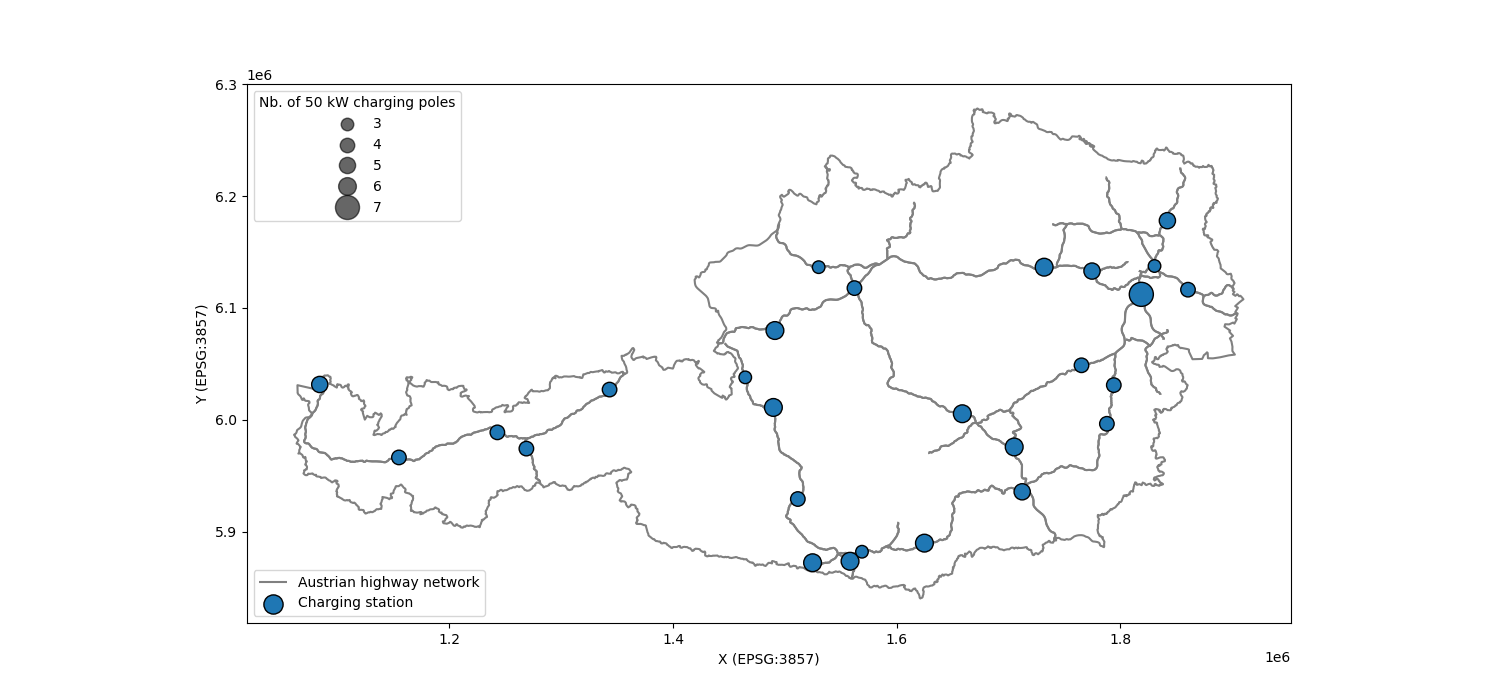 1e6
6.3
6.2
6.1
6.0
5.9
Y (EPSG:3857)
Nb. of 50 kW charging poles
3
4
5
6
7
Austrian highway network
Charging station
1.2
1.4
1.6
1.8
1e6
X (EPSG:3857)